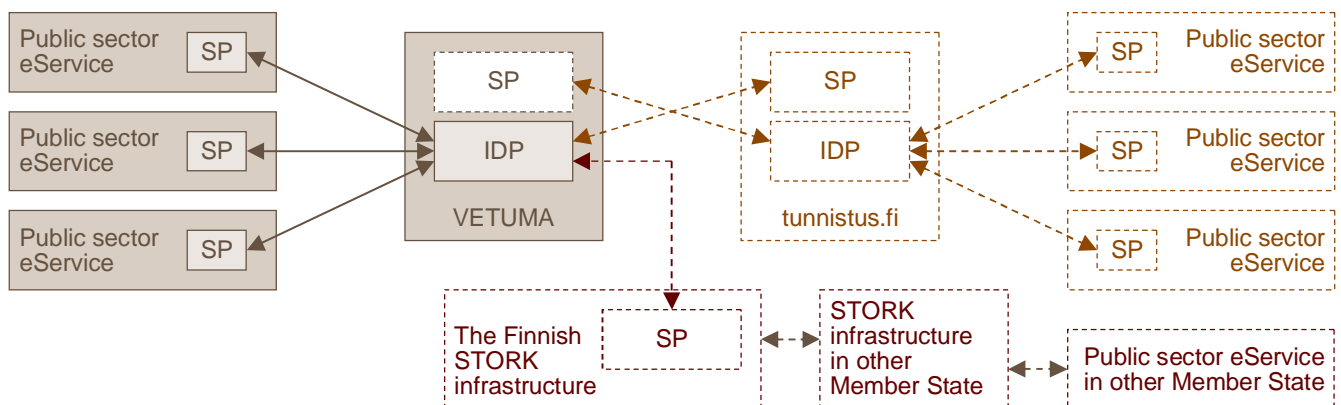 Public sector
eService
SP
Public sector
eService
SP
Public sector
eService
SP
SP
IDP
VETUMA
SP
IDP
tunnistus.fi
SP
Public sector
eService
SP
Public sector
eService
SP
Public sector
eService
The Finnish
STORK
infrastructure
SP
STORK
infrastructure
in other
Member State
Public sector eService
in other Member State